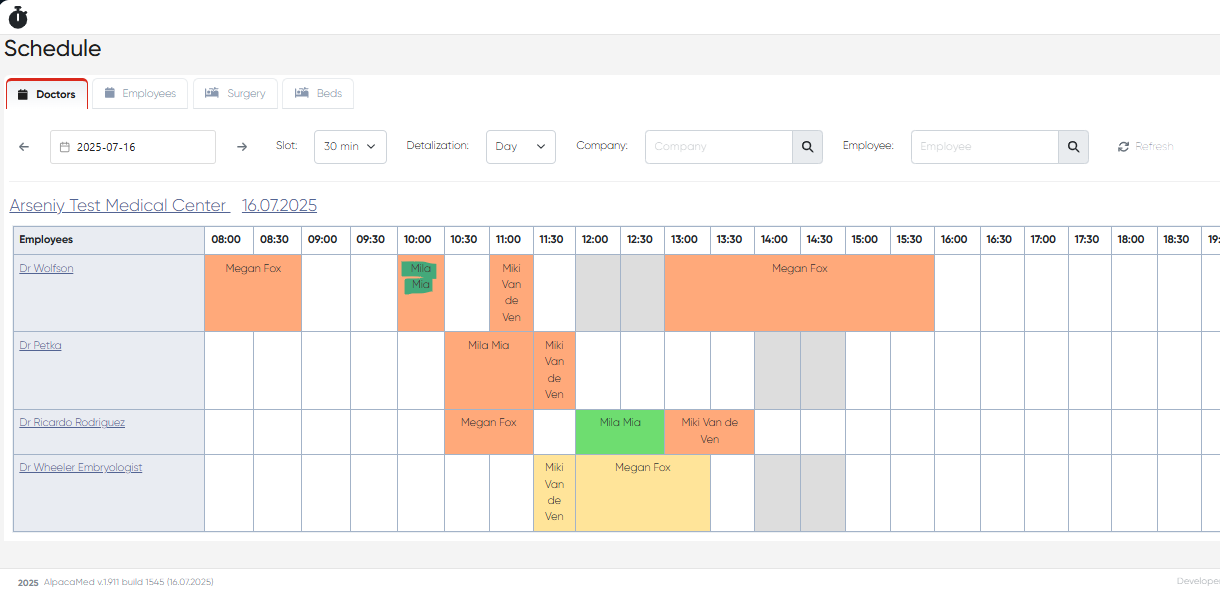 Schedule
Doctors Employees Surgery Beds
2025-07-16 Slot: 30 min Detalization: Day Company: Company Employee: Employee Refresh
Arseniy Test Medical Center 16.07.2025
Employees 08:00 08:30 09:00 09:30 10:00 10:30 11:00 11:30 12:00 12:30 13:00 13:30 14:00 14:30 15:00 15:30 16:00 16:30 17:00 17:30 18:00 18:30 19:
Dr Wolfson Megan Fox Mila Miki Megan Fox
Mia Van
de
Ven
Dr Petka Mila Mia Miki
Van
de
Ven
Dr Ricardo Rodriguez Megan Fox Mila Mia Miki Van de
Ven
Dr Wheeler Embryologist Miki Megan Fox
Van
de
Ven
2025 AlpacaMed v.1.911 build 1545 (16.07.2025) Develope